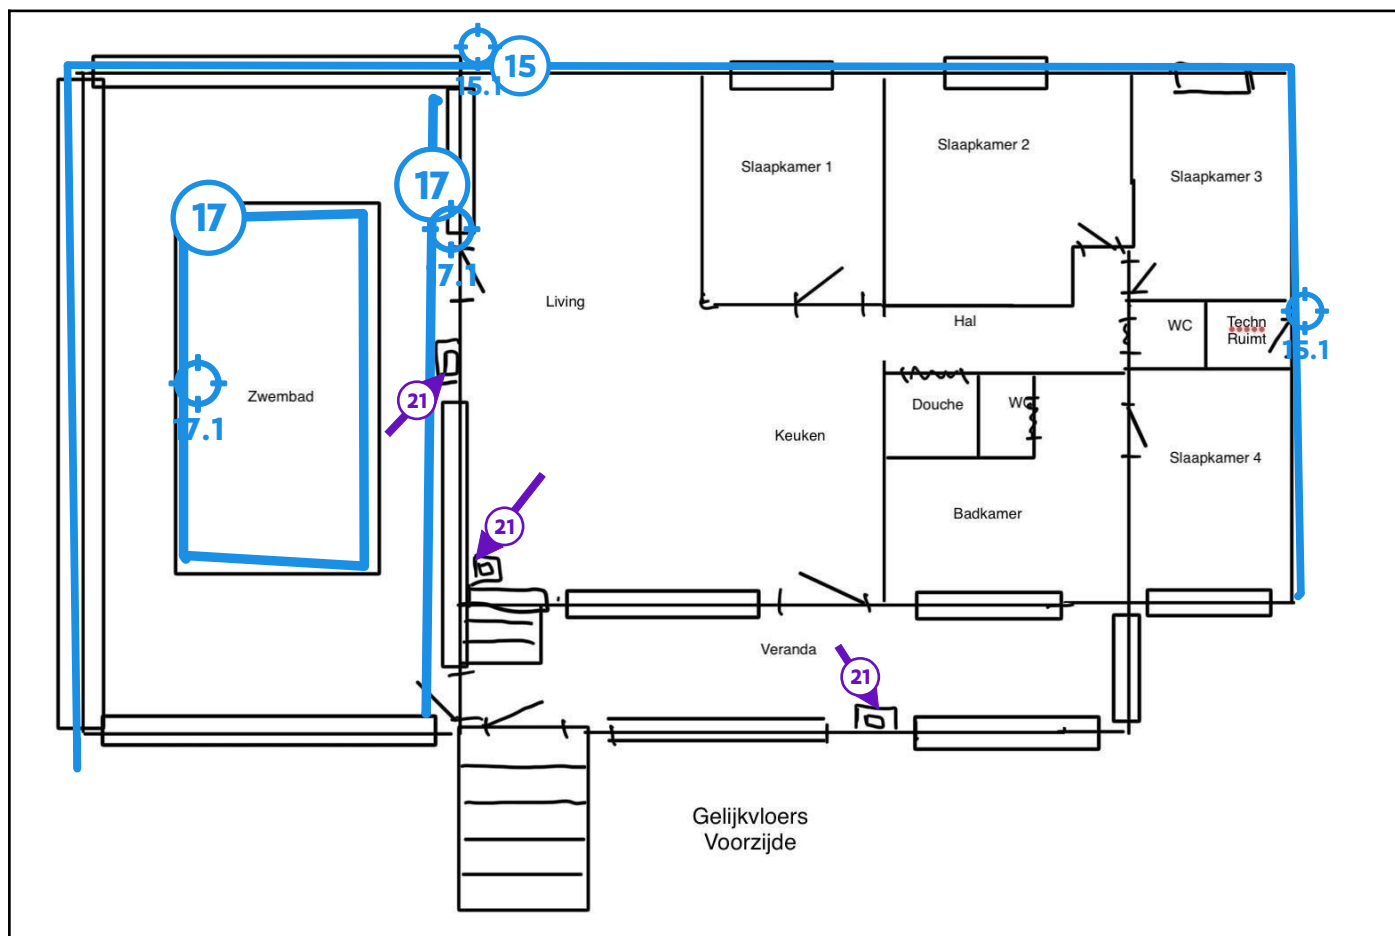 15
15.1
17
17
17.1
17.1
15.1
21
21
21
Slaapkamer 1
Slaapkamer 2
Slaapkamer 3
Living
Hal
WC
Techn
Ruimt
Zwembad
Douche
WC
Keuken
Slaapkamer 4
Badkamer
Veranda
Gelijkvloers
Voorzijde